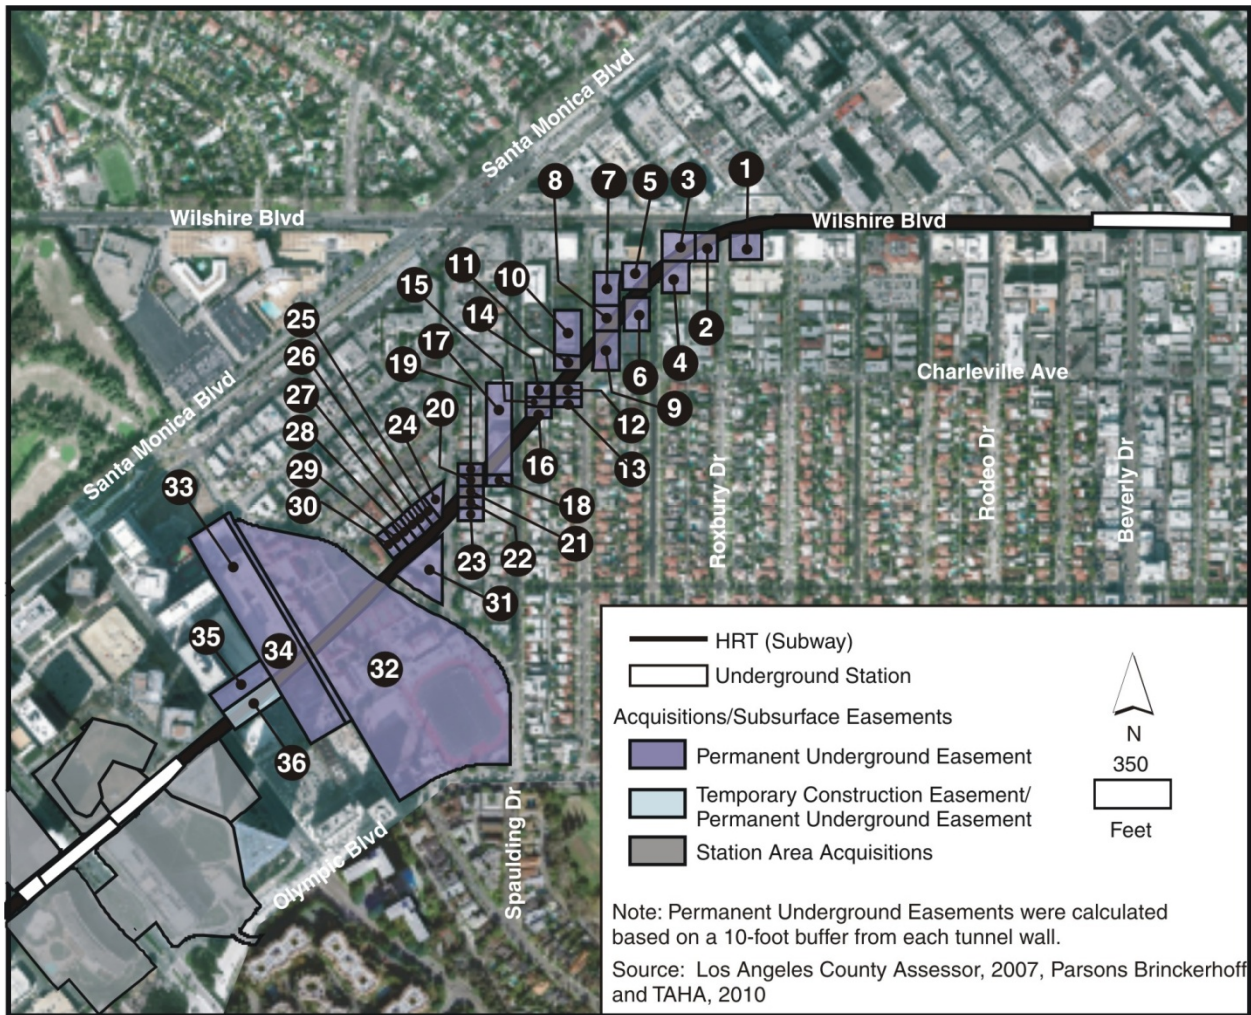 Santa Monica Blvd
1
3
5
7
8
Wilshire Blvd
Wilshire Blvd
11
10
15
14
25
17
2
26
19
4
Charleville Ave
27
20
6
28
24
9
12
29
16
13
Santa Monica Blvd
30
18
33
Roxbury Dr
Rodeo Dr
Beverly Dr
21
22
23
31
35
34
32
36
Olympic Blvd
Spaulding Dr
HRT (Subway)
Underground Station
Acquisitions/Subsurface Easements
Permanent Underground Easement
Temporary Construction Easement/
Permanent Underground Easement
Station Area Acquisitions
N
350
Feet
Note: Permanent Underground Easements were calculated
based on a 10-foot buffer from each tunnel wall.
Source: Los Angeles County Assessor, 2007, Parsons Brinckerhoff
and TAHA, 2010